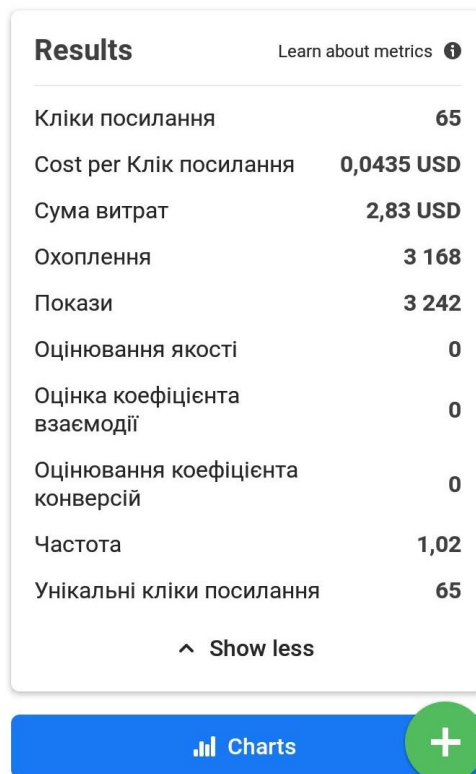 Results
Learn about metrics
Кліки посилання 65
Cost per Клік посилання 0,0435 USD
Сума витрат 2,83 USD
Охоплення 3 168
Покази 3 242
Оцінювання якості 0
Оцінка коефіцієнта
взаємодії 0
Оцінювання коефіцієнта
конверсій 0
Частота 1,02
Унікальні кліки посилання 65
Show less
Charts